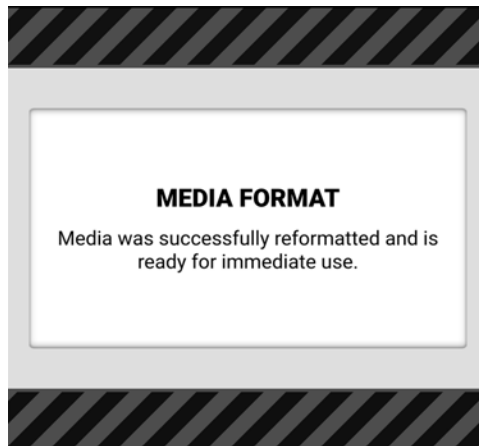 MEDIA FORMAT
Media was successfully reformatted and is
ready for immediate use.